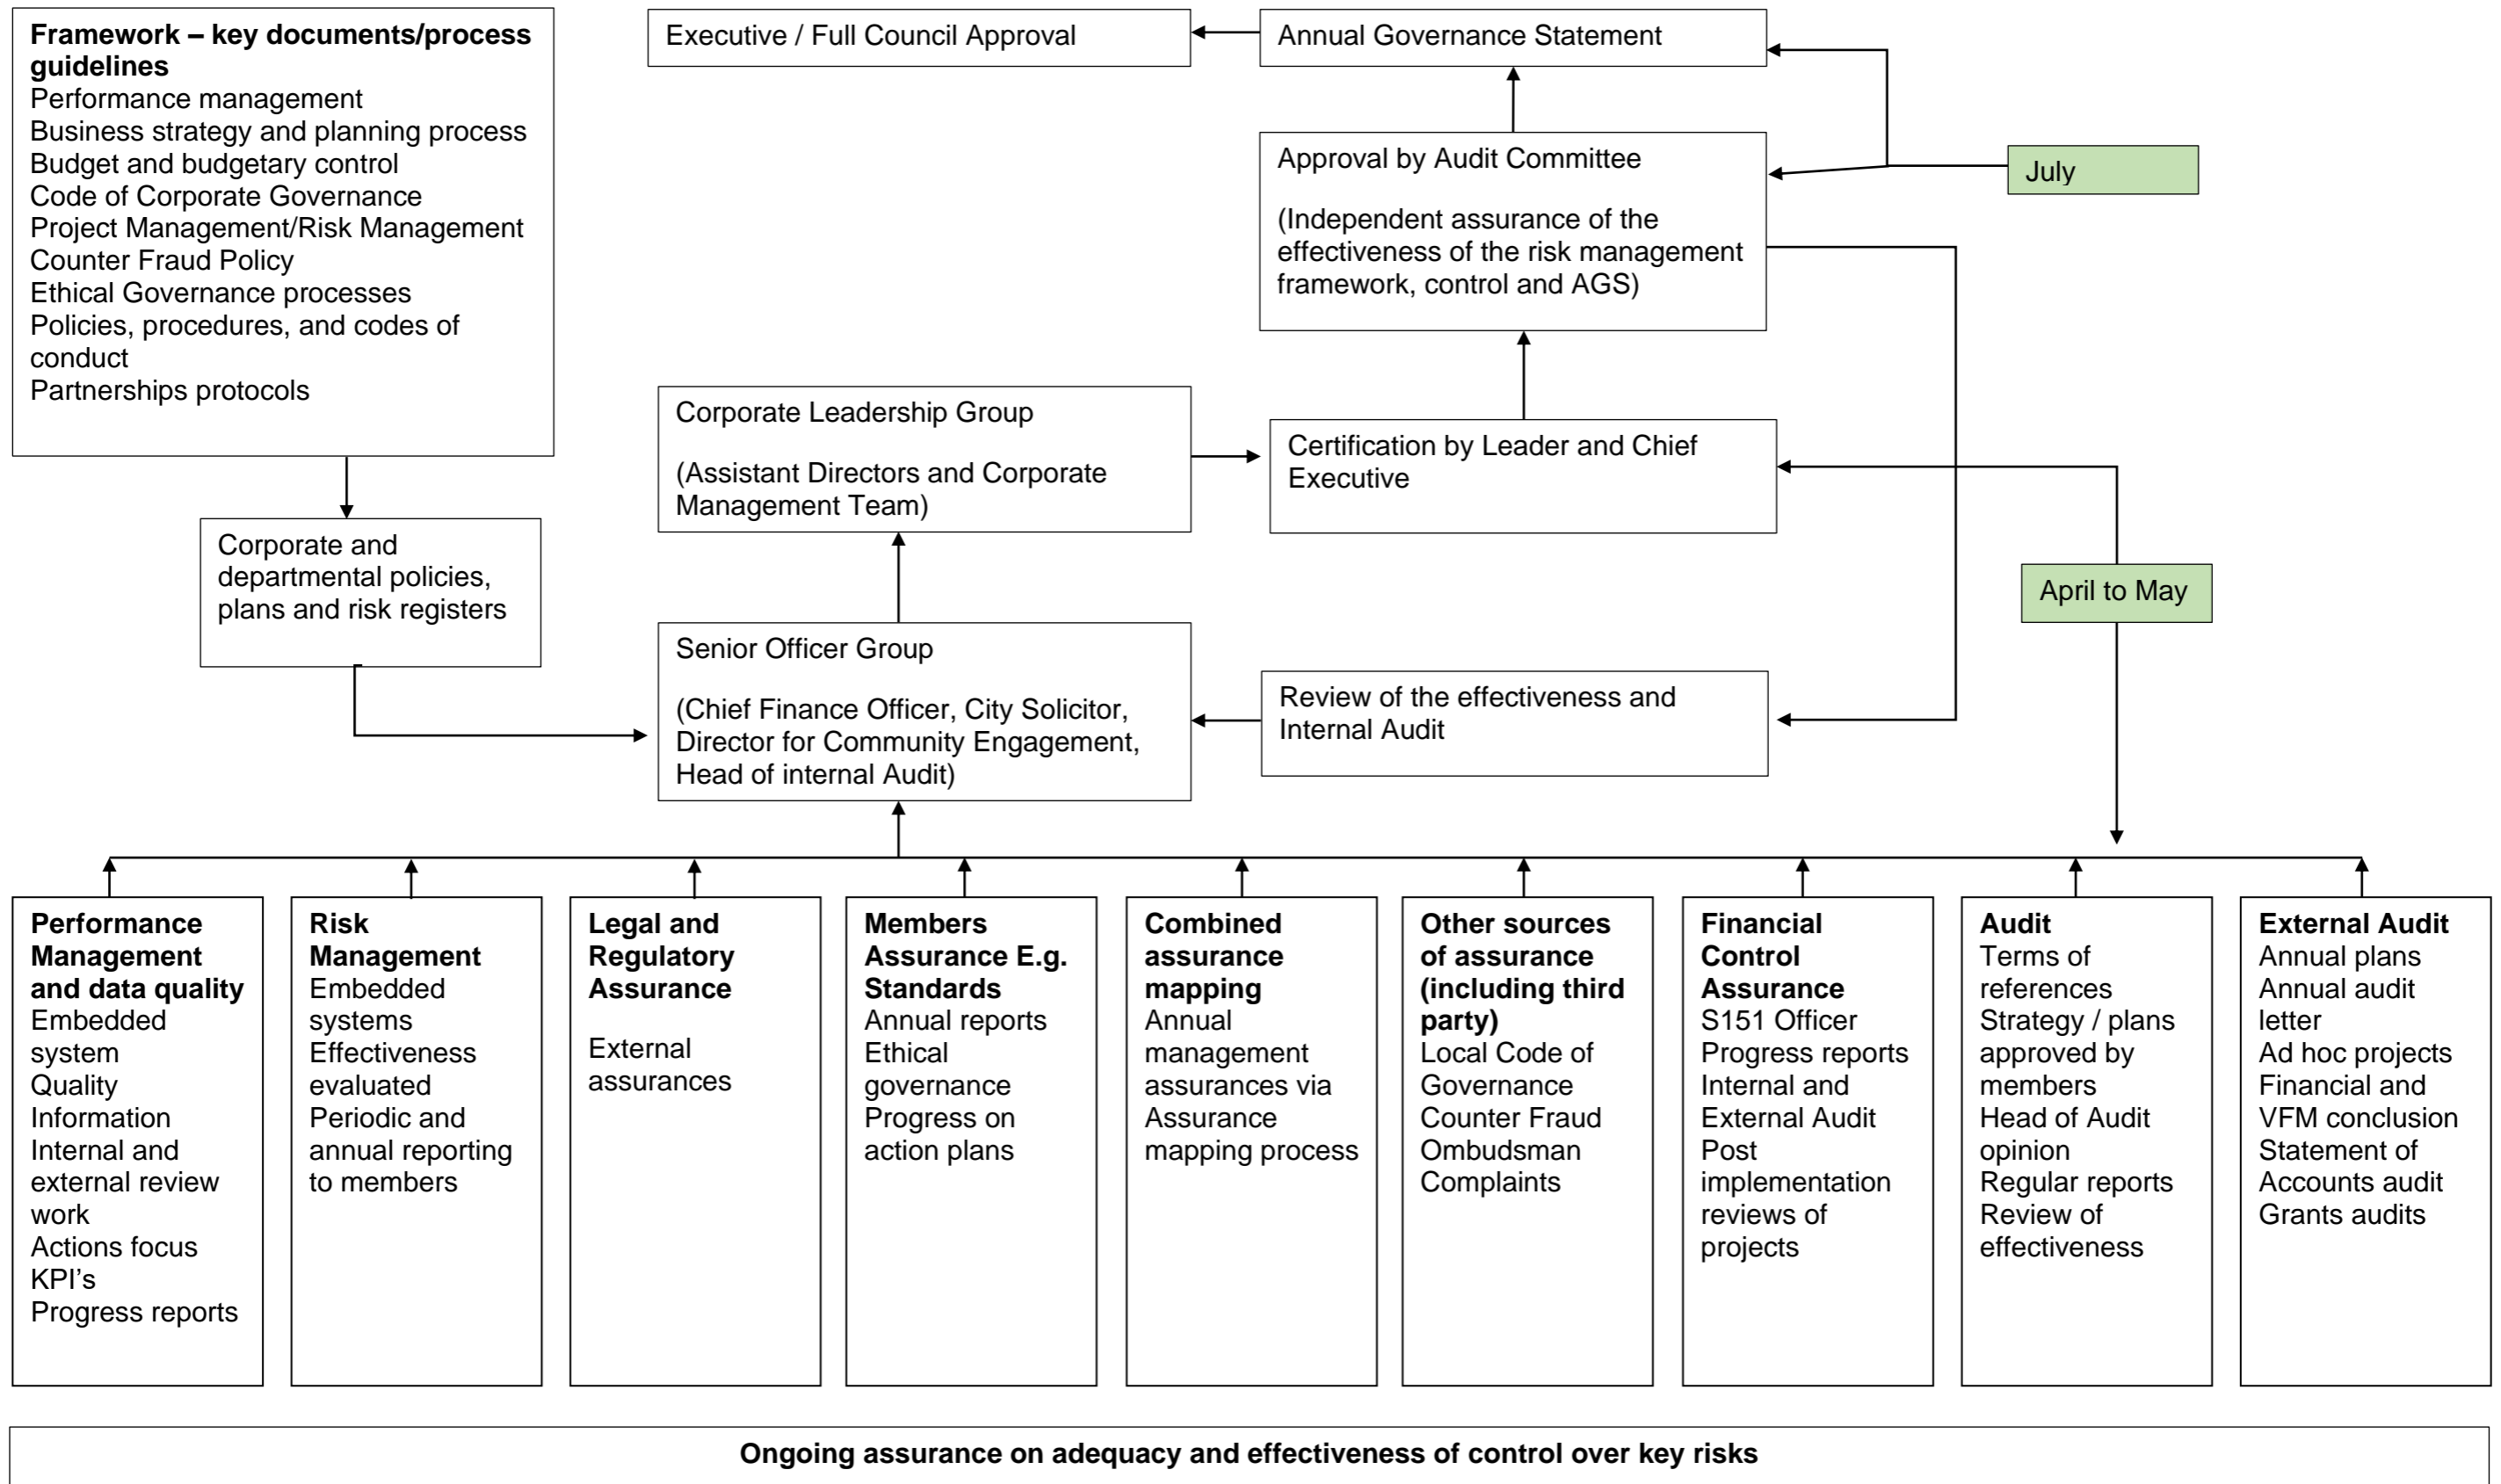 Framework – key documents/process
guidelines
Performance management
Business strategy and planning process
Budget and budgetary control
Code of Corporate Governance
Project Management/Risk Management
Counter Fraud Policy
Ethical Governance processes
Policies, procedures, and codes of
conduct
Partnerships protocols
Executive / Full Council Approval
Annual Governance Statement
Approval by Audit Committee
(Independent assurance of the
effectiveness of the risk management
framework, control and AGS)
July
Corporate Leadership Group
(Assistant Directors and Corporate
Management Team)
Certification by Leader and Chief
Executive
Corporate and
departmental policies,
plans and risk registers
April to May
Senior Officer Group
(Chief Finance Officer, City Solicitor,
Director for Community Engagement,
Head of internal Audit)
Review of the effectiveness and
Internal Audit
Performance
Management
and data quality
Embedded
system
Quality
Information
Internal and
external review
work
Actions focus
KPI’s
Progress reports
Risk
Management
Embedded
systems
Effectiveness
evaluated
Periodic and
annual reporting
to members
Legal and
Regulatory
Assurance
External
assurances
Members
Assurance E.g.
Standards
Annual reports
Ethical
governance
Progress on
action plans
Combined
assurance
mapping
Annual
management
assurances via
Assurance
mapping process
Other sources
of assurance
(including third
party)
Local Code of
Governance
Counter Fraud
Ombudsman
Complaints
Financial
Control
Assurance
S151 Officer
Progress reports
Internal and
External Audit
Post
implementation
reviews of
projects
Audit
Terms of
references
Strategy / plans
approved by
members
Head of Audit
opinion
Regular reports
Review of
effectiveness
External Audit
Annual plans
Annual audit
letter
Ad hoc projects
Financial and
VFM conclusion
Statement of
Accounts audit
Grants audits
Ongoing assurance on adequacy and effectiveness of control over key risks